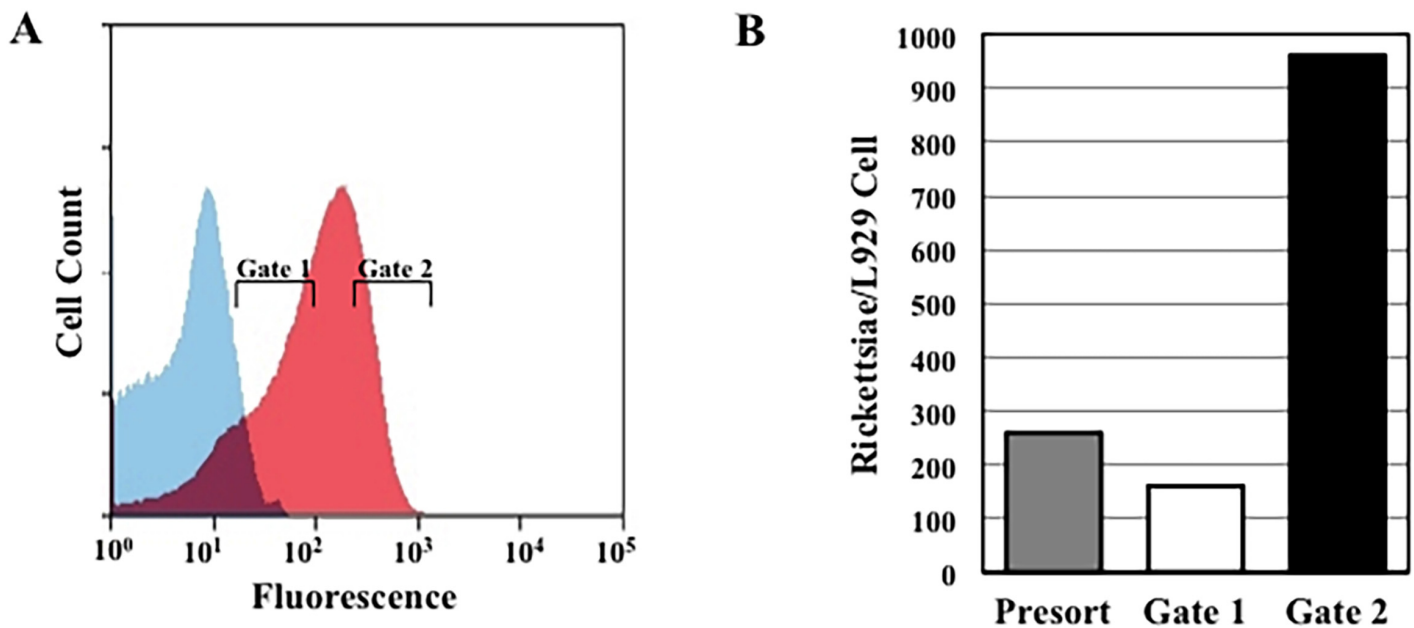 A
Cell Count
Gate 1
Gate 2
10⁰ 10¹ 10² 10³ 10⁴ 10⁵
Fluorescence
B
Rickettsiae/L929 Cell
1000
900
800
700
600
500
400
300
200
100
0
Presort Gate 1 Gate 2